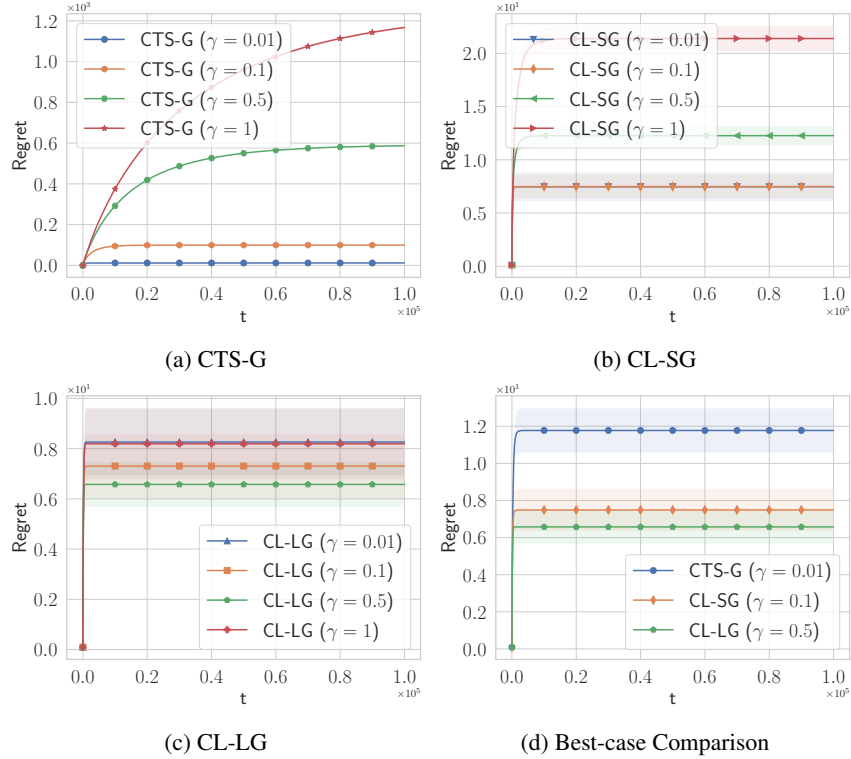 ×10³
1.2
1.0
0.8
0.6
0.4
0.2
0.0
Regret
CTS-G (γ = 0.01)
CTS-G (γ = 0.1)
CTS-G (γ = 0.5)
CTS-G (γ = 1)
0.0 0.2 0.4 0.6 0.8 1.0
t
×10⁵
(a) CTS-G
×10¹
2.0
1.5
1.0
0.5
0.0
Regret
CL-SG (γ = 0.01)
CL-SG (γ = 0.1)
CL-SG (γ = 0.5)
CL-SG (γ = 1)
0.0 0.2 0.4 0.6 0.8 1.0
t
×10⁵
(b) CL-SG
×10¹
1.0
0.8
0.6
0.4
0.2
0.0
Regret
CL-LG (γ = 0.01)
CL-LG (γ = 0.1)
CL-LG (γ = 0.5)
CL-LG (γ = 1)
0.0 0.2 0.4 0.6 0.8 1.0
t
×10⁵
(c) CL-LG
×10¹
1.2
1.0
0.8
0.6
0.4
0.2
0.0
Regret
CTS-G (γ = 0.01)
CL-SG (γ = 0.1)
CL-LG (γ = 0.5)
0.0 0.2 0.4 0.6 0.8 1.0
t
×10⁵
(d) Best-case Comparison